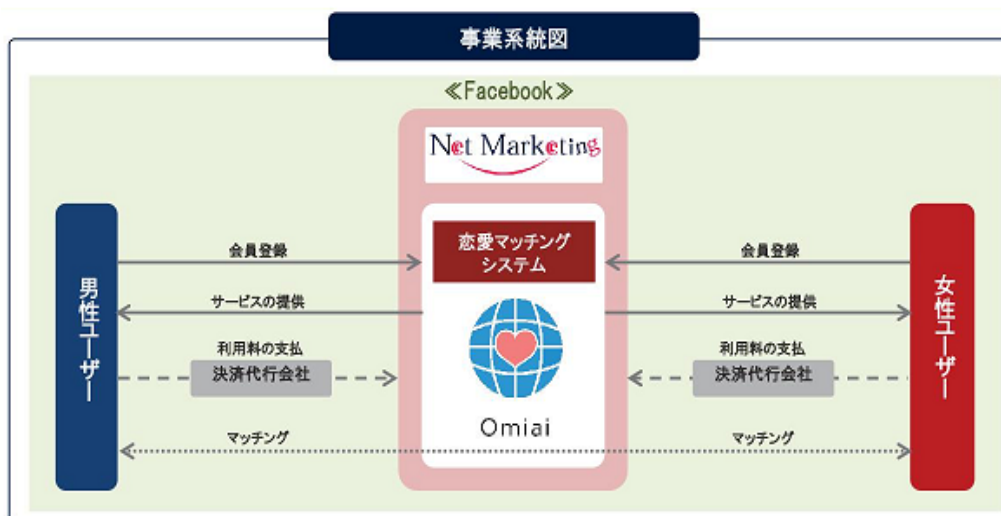 事業系統図
≪Facebook≫
Net Marketing
恋愛マッチング
システム
Omiai
男性ユーザー
会員登録
サービスの提供
利用料の支払
決済代行会社
マッチング
会員登録
サービスの提供
利用料の支払
決済代行会社
マッチング
女性ユーザー